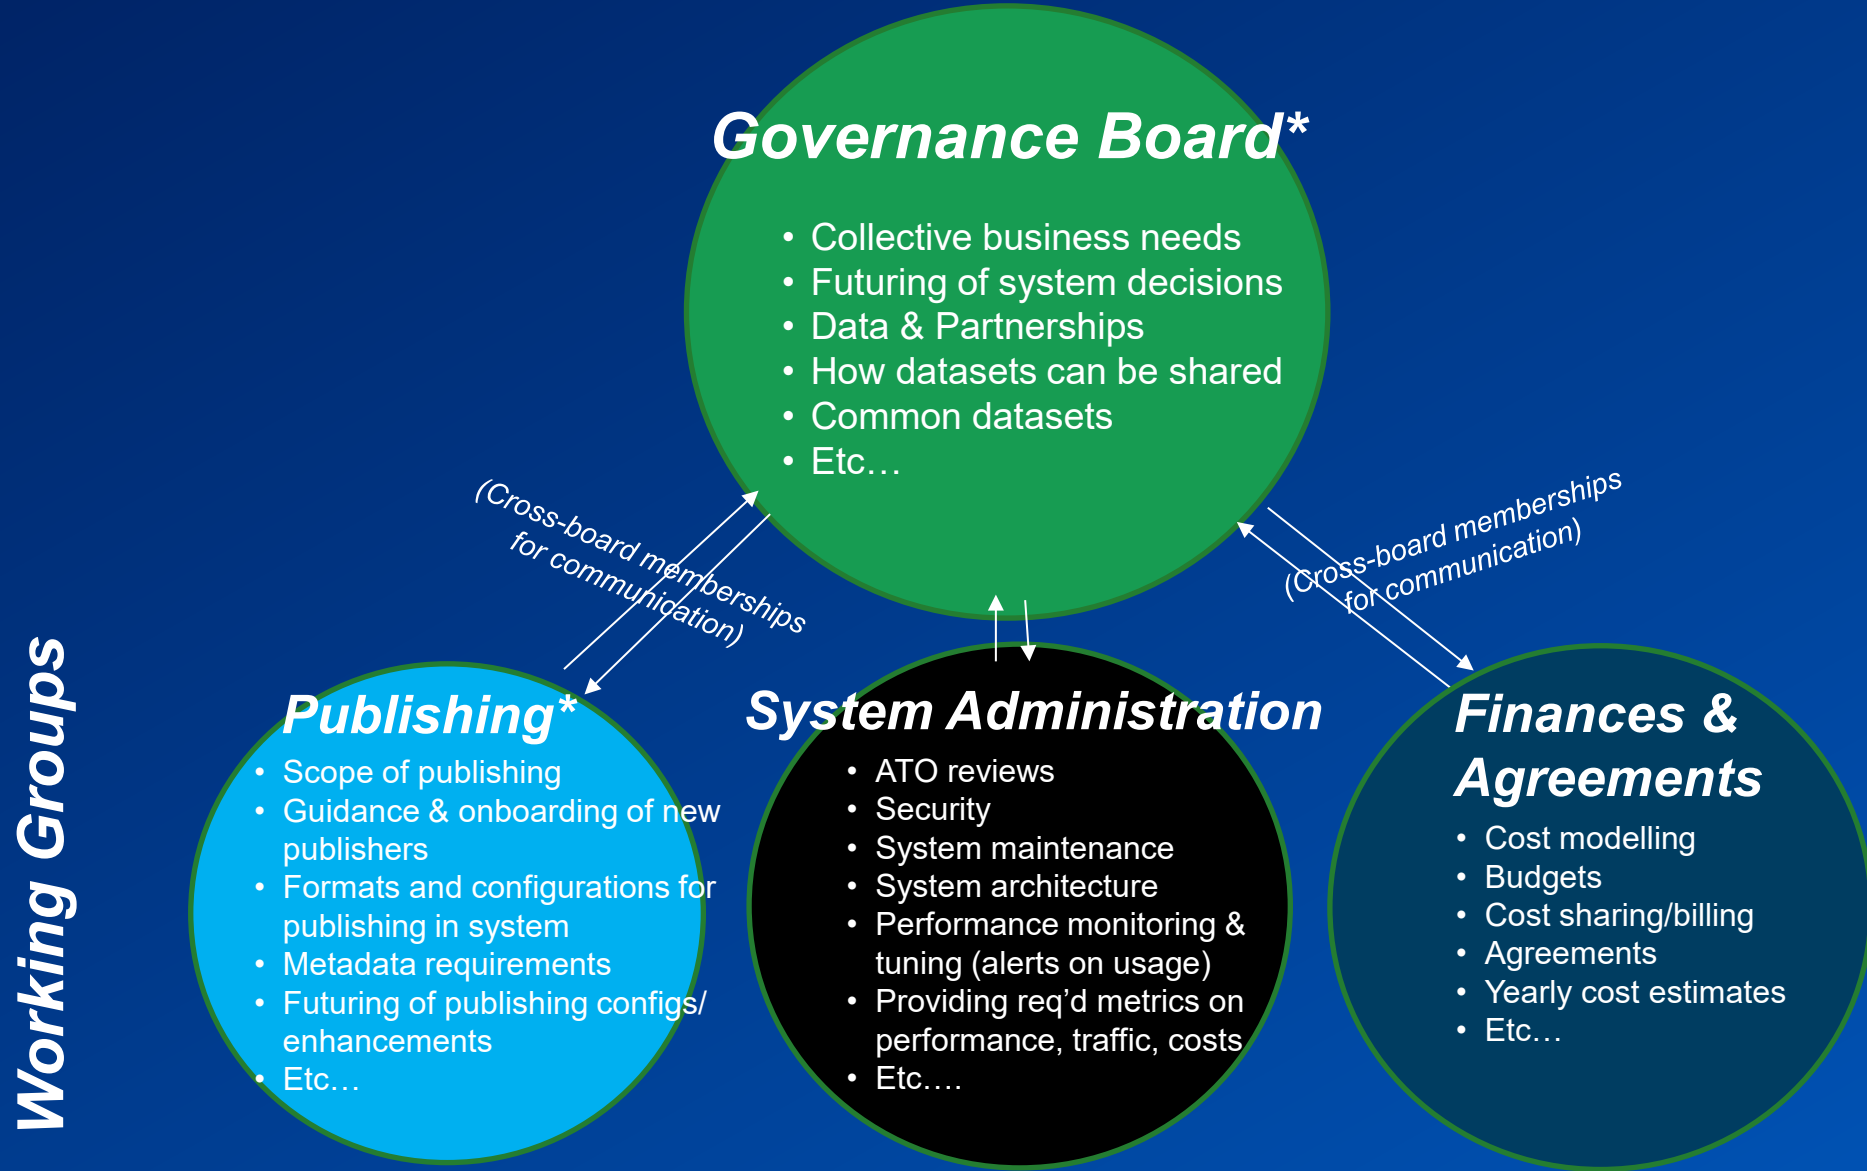 Governance Board*
• Collective business needs
• Futuring of system decisions
• Data & Partnerships
• How datasets can be shared
• Common datasets
• Etc…
(Cross-board memberships
for communication)
(Cross-board memberships
for communication)
Working Groups
Publishing*
• Scope of publishing
• Guidance & onboarding of new
publishers
• Formats and configurations for
publishing in system
• Metadata requirements
• Futuring of publishing configs/
enhancements
• Etc…
System Administration
• ATO reviews
• Security
• System maintenance
• System architecture
• Performance monitoring &
tuning (alerts on usage)
• Providing req’d metrics on
performance, traffic, costs
• Etc….
Finances &
Agreements
• Cost modelling
• Budgets
• Cost sharing/billing
• Agreements
• Yearly cost estimates
• Etc…